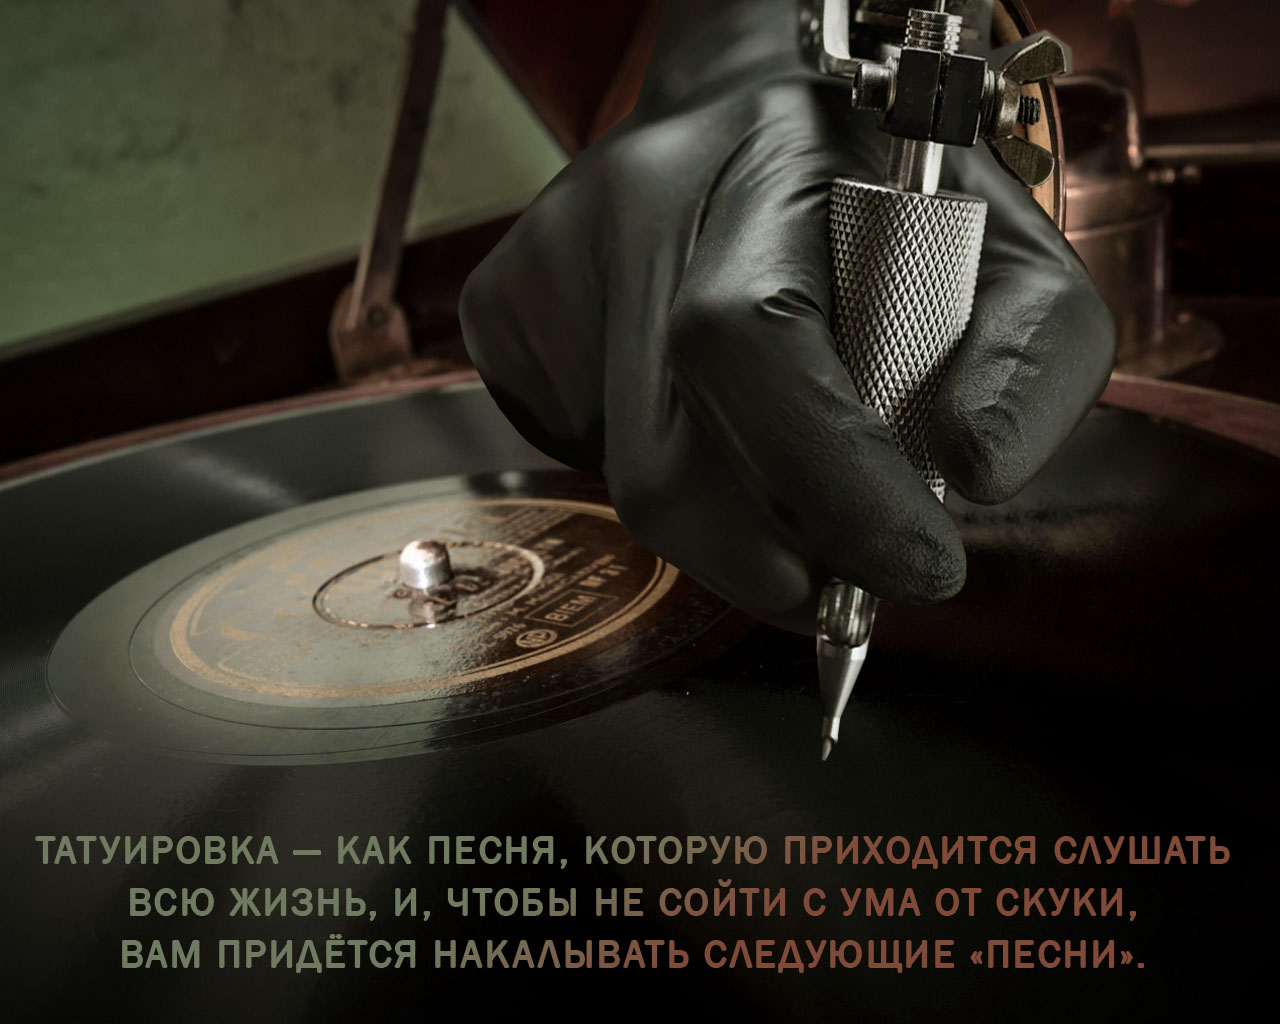 BIEM
ТАТУИРОВКА — КАК ПЕСНЯ, КОТОРУЮ ПРИХОДИТСЯ СЛУШАТЬ
ВСЮ ЖИЗНЬ, И, ЧТОБЫ НЕ СОЙТИ С УМА ОТ СКУКИ,
ВАМ ПРИДЁТСЯ НАКАЛЫВАТЬ СЛЕДУЮЩИЕ «ПЕСНИ».